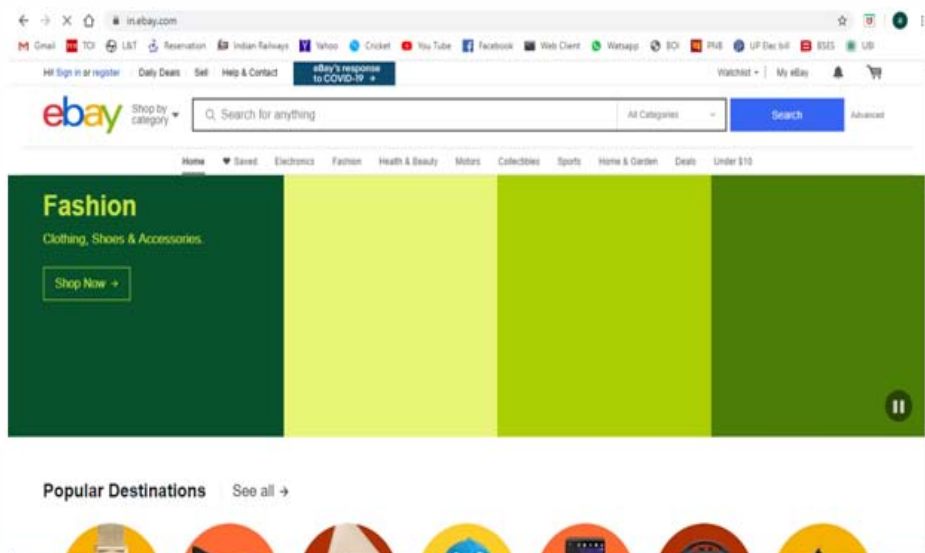 in.ebay.com
Gmail TOI L&T Reservation Indian Railways Yahoo Cricket You Tube Facebook Web Client Watsapp BOI PNB UP Elec bill BSES UBI
Hi! Sign in or register Daily Deals Sell Help & Contact eBay's response to COVID-19 → Watchlist My eBay
ebay Shop by category Search for anything All Categories Search Advanced
Home Saved Electronics Fashion Health & Beauty Motors Collectibles Sports Home & Garden Deals Under $10
Fashion
Clothing, Shoes & Accessories.
Shop Now →
Popular Destinations See all →